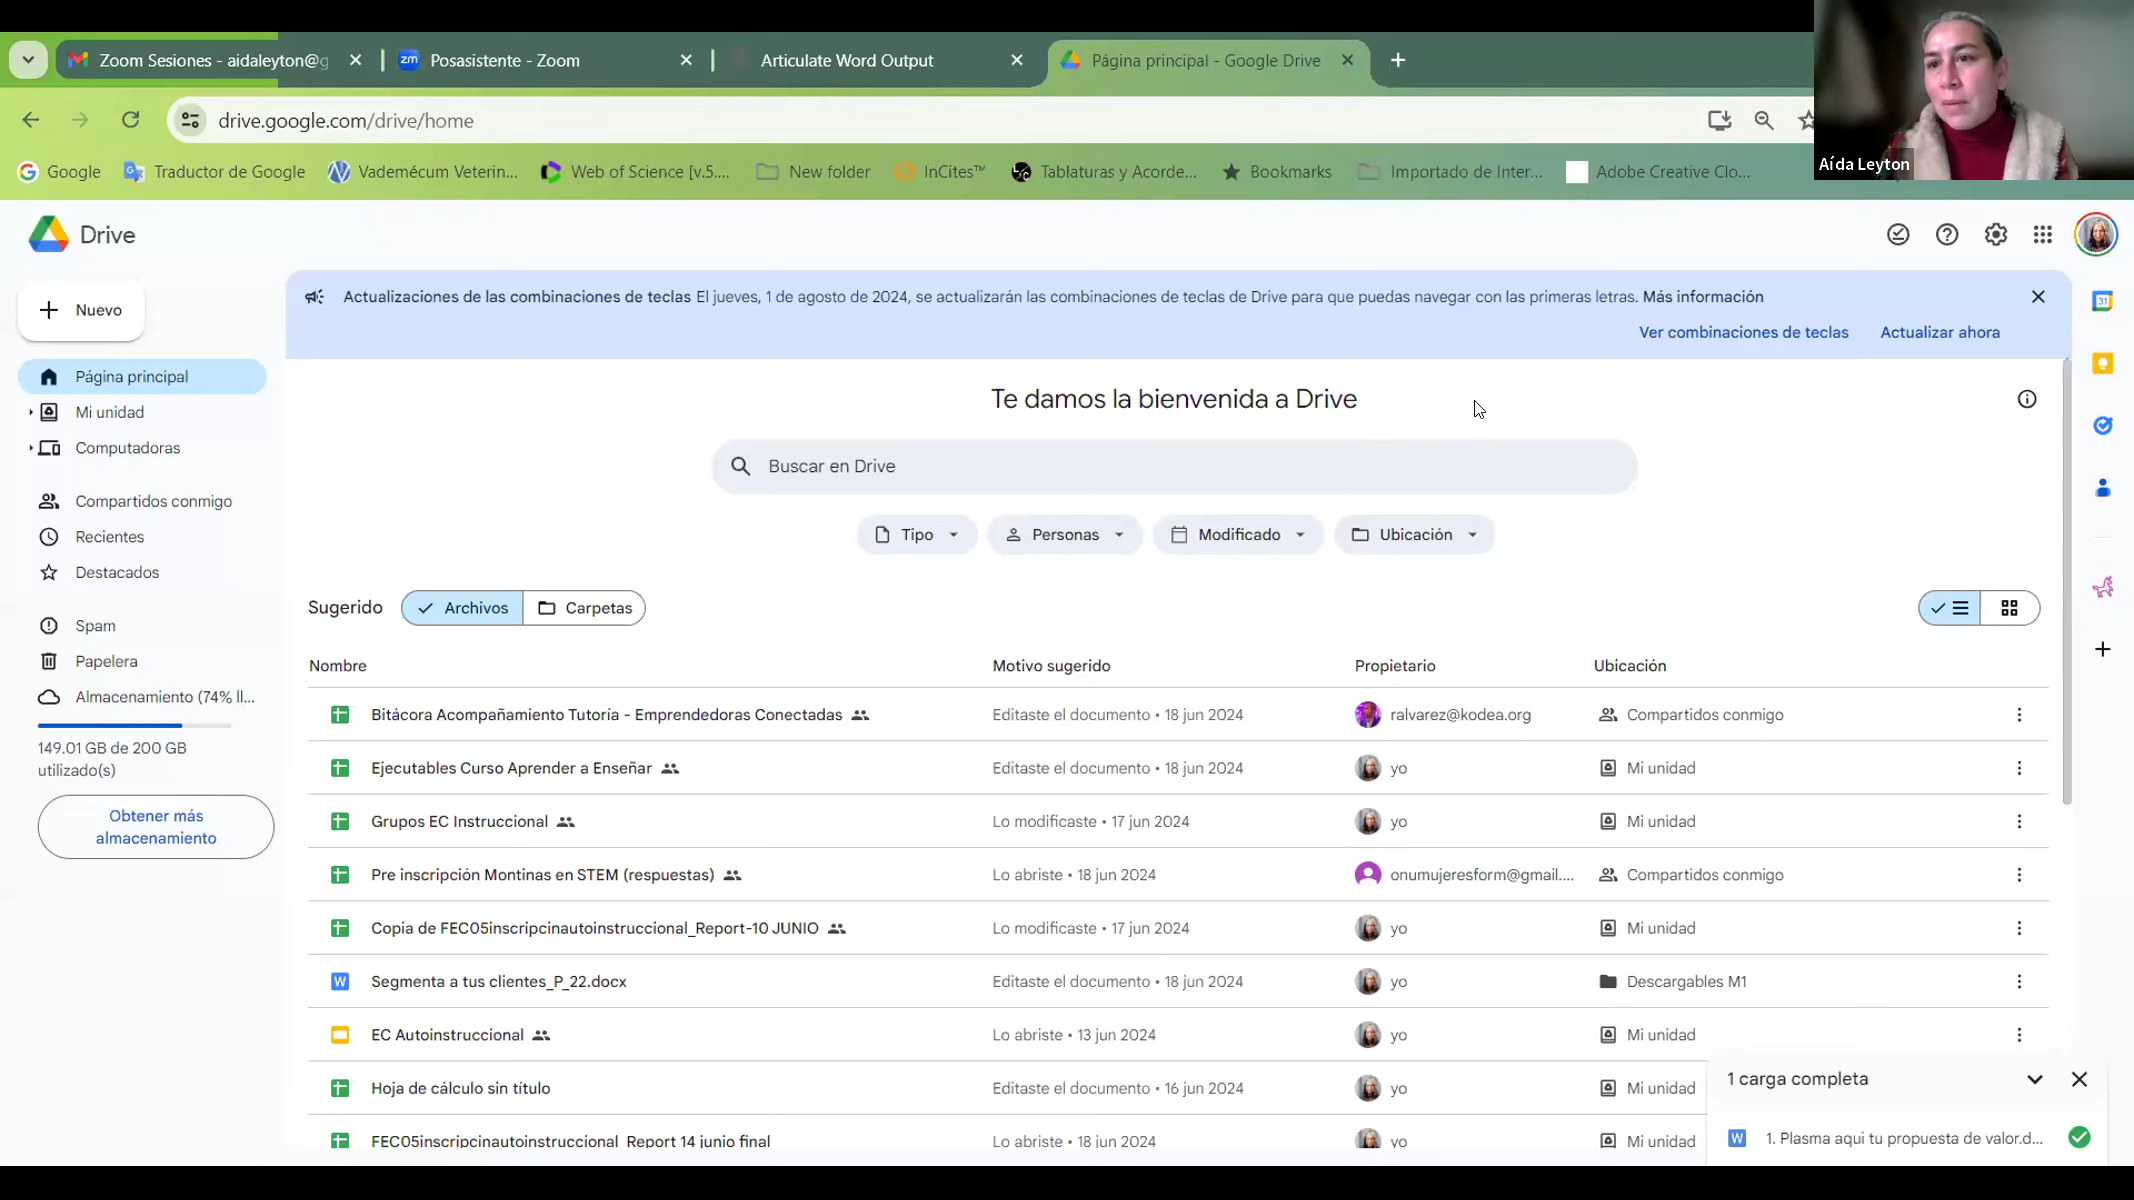 Zoom Sesiones - aidaleyton@g
Posasistente - Zoom
Articulate Word Output
Página principal - Google Drive
drive.google.com/drive/home
Google
Traductor de Google
Vademécum Veterin...
Web of Science [v.5....
New folder
InCites™
Tablaturas y Acorde...
Bookmarks
Importado de Inter...
Adobe Creative Clo...
Aída Leyton
Drive
Nuevo
Página principal
Mi unidad
Computadoras
Compartidos conmigo
Recientes
Destacados
Spam
Papelera
Almacenamiento (74% ll...
149.01 GB de 200 GB
utilizado(s)
Obtener más
almacenamiento
Actualizaciones de las combinaciones de teclas El jueves, 1 de agosto de 2024, se actualizarán las combinaciones de teclas de Drive para que puedas navegar con las primeras letras. Más información
Ver combinaciones de teclas Actualizar ahora
Te damos la bienvenida a Drive
Buscar en Drive
Tipo Personas Modificado Ubicación
Sugerido Archivos Carpetas
Nombre Motivo sugerido Propietario Ubicación
Bitácora Acompañamiento Tutoría - Emprendedoras Conectadas Editaste el documento • 18 jun 2024 ralvarez@kodea.org Compartidos conmigo
Ejecutables Curso Aprender a Enseñar Editaste el documento • 18 jun 2024 yo Mi unidad
Grupos EC Instruccional Lo modificaste • 17 jun 2024 yo Mi unidad
Pre inscripción Montinas en STEM (respuestas) Lo abriste • 18 jun 2024 onumujeresform@gmail.... Compartidos conmigo
Copia de FEC05inscripcinautoinstruccional_Report-10 JUNIO Lo modificaste • 17 jun 2024 yo Mi unidad
Segmenta a tus clientes_P_22.docx Editaste el documento • 18 jun 2024 yo Descargables M1
EC Autoinstruccional Lo abriste • 13 jun 2024 yo Mi unidad
Hoja de cálculo sin título Editaste el documento • 16 jun 2024 yo Mi unidad
FEC05inscripcinautoinstruccional_Report 14 junio final Lo abriste • 18 jun 2024 yo Mi unidad
1 carga completa
1. Plasma aqui tu propuesta de valor.d...